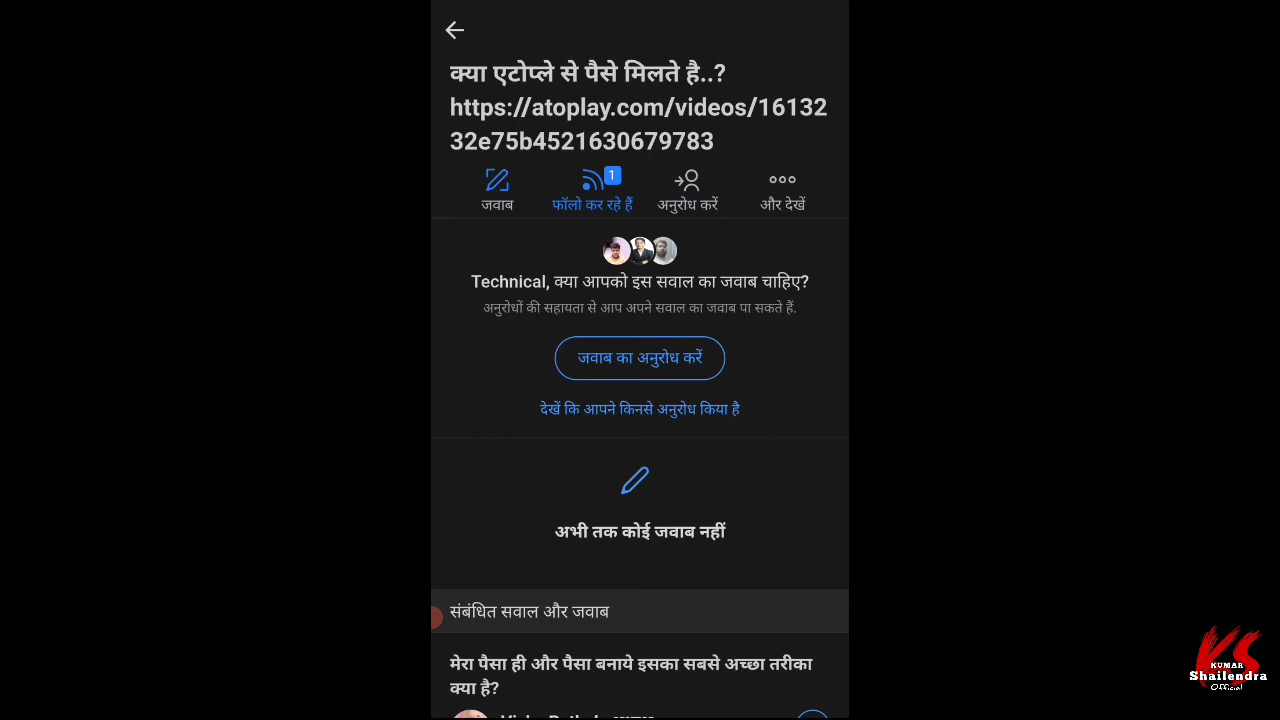 क्या एटोप्ले से पैसे मिलते है..?
https://atoplay.com/videos/16132
32e75b4521630679783
1
जवाब
फॉलो कर रहे हैं
अनुरोध करें
और देखें
Technical, क्या आपको इस सवाल का जवाब चाहिए?
अनुरोधों की सहायता से आप अपने सवाल का जवाब पा सकते हैं.
जवाब का अनुरोध करें
देखें कि आपने किनसे अनुरोध किया है
अभी तक कोई जवाब नहीं
संबंधित सवाल और जवाब
मेरा पैसा ही और पैसा बनाये इसका सबसे अच्छा तरीका
क्या है?
KS
KUMAR
Shailendra
Official